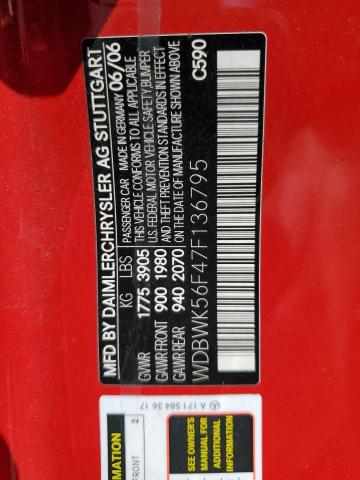 MFD BY DAIMLERCHRYSLER AG STUTTGART
PASSENGER CAR MADE IN GERMANY 06/06
KG LBS THIS VEHICLE CONFORMS TO ALL APPLICABLE
GVWR 1775 3905 U.S. FEDERAL MOTOR VEHICLE SAFETY, BUMPER
GAWR FRONT 900 1980 AND THEFT PREVENTION STANDARDS IN EFFECT
GAWR REAR 940 2070 ON THE DATE OF MANUFACTURE SHOWN ABOVE
WDBWK56F47F136795 C590
A 171 584 36 17
SEE OWNER'S
MANUAL FOR
ADDITIONAL
INFORMATION
FRONT 2